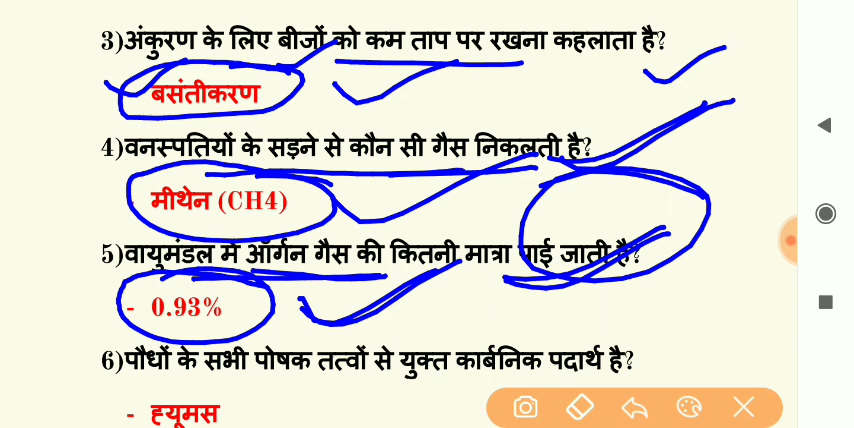 3)अंकुरण के लिए बीजों को कम ताप पर रखना कहलाता है?
बसंतीकरण
4)वनस्पतियों के सड़ने से कौन सी गैस निकलती है?
- मीथेन (CH4)
5)वायुमंडल में ऑर्गन गैस की कितनी मात्रा पाई जाती है?
- 0.93%
6)पौधों के सभी पोषक तत्वों से युक्त कार्बनिक पदार्थ है?
- ह्यूमस